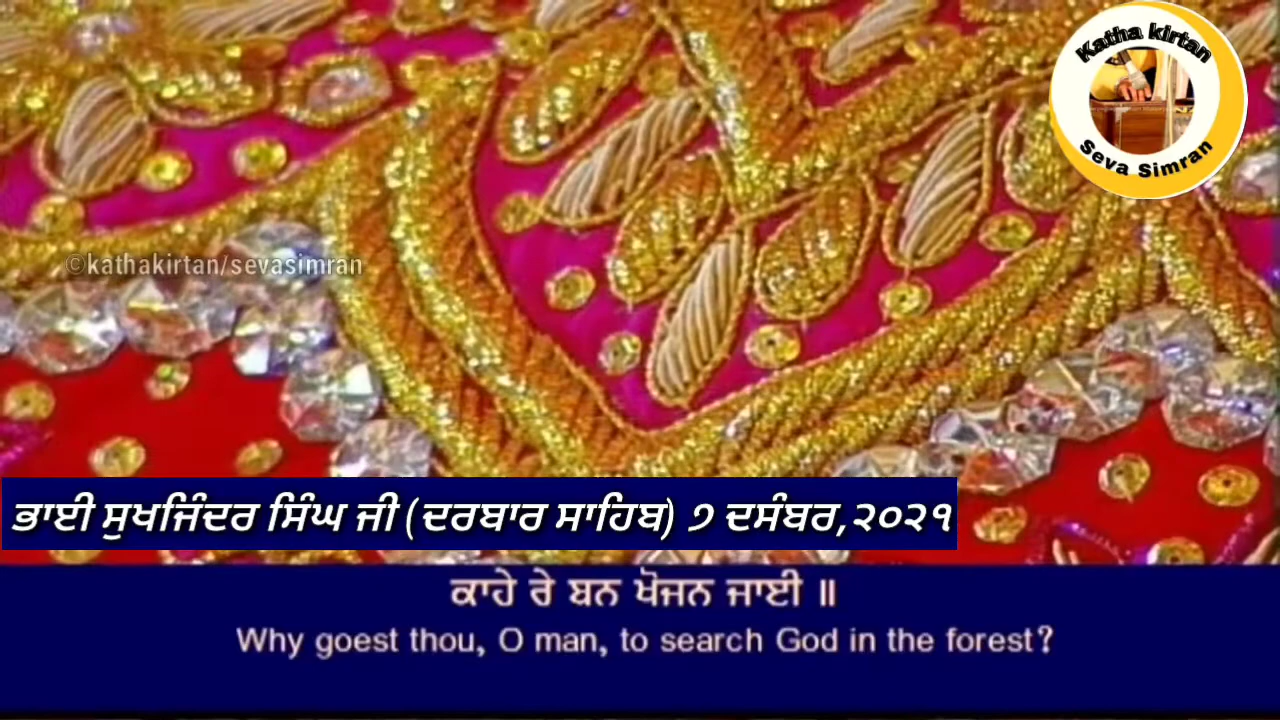 Katha kirtan
Seva Simran
©kathakirtan/sevasimran
ਭਾਈ ਸੁਖਜਿੰਦਰ ਸਿੰਘ ਜੀ (ਦਰਬਾਰ ਸਾਹਿਬ) ੭ ਦਸੰਬਰ,੨੦੨੧
ਕਾਹੇ ਰੇ ਬਨ ਖੋਜਨ ਜਾਈ ॥
Why goest thou, O man, to search God in the forest?